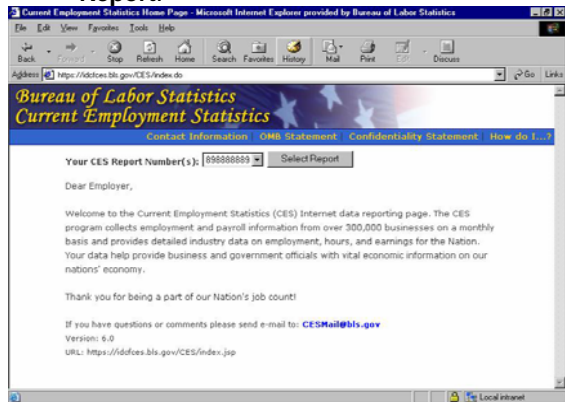 Report.
Current Employment Statistics Home Page - Microsoft Internet Explorer provided by Bureau of Labor Statistics
File Edit View Favorites Tools Help
Back Forward Stop Refresh Home Search Favorites History Mail Print Edit Discuss
Address https://idcfces.bls.gov/CES/index.do Go Links
Bureau of Labor Statistics
Current Employment Statistics
Contact Information OMB Statement Confidentiality Statement How do I...?
Your CES Report Number(s): 898888889 Select Report
Dear Employer,
Welcome to the Current Employment Statistics (CES) Internet data reporting page. The CES
program collects employment and payroll information from over 300,000 businesses on a monthly
basis and provides detailed industry data on employment, hours, and earnings for the Nation.
Your data help provide business and government officials with vital economic information on our
nations' economy.
Thank you for being a part of our Nation's job count!
If you have questions or comments please send e-mail to: CESMail@bls.gov
Version: 6.0
URL: https://idcfces.bls.gov/CES/index.jsp
Local intranet